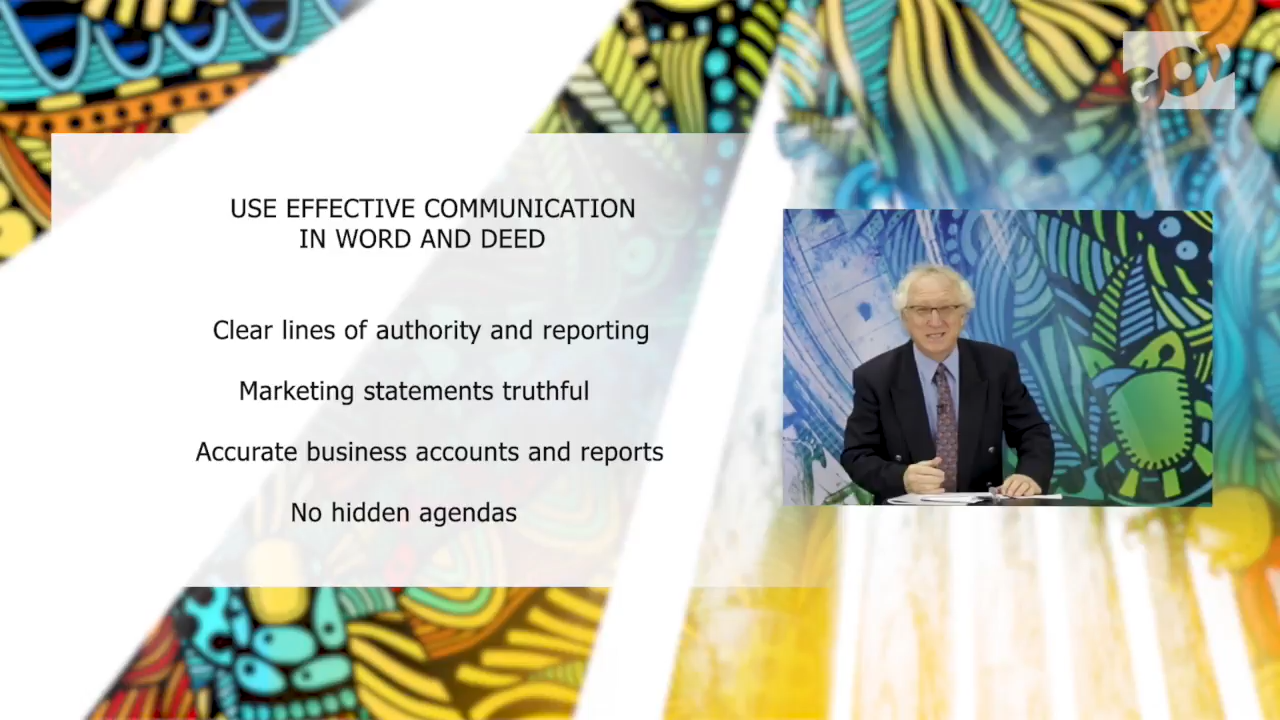 USE EFFECTIVE COMMUNICATION
IN WORD AND DEED
Clear lines of authority and reporting
Marketing statements truthful
Accurate business accounts and reports
No hidden agendas